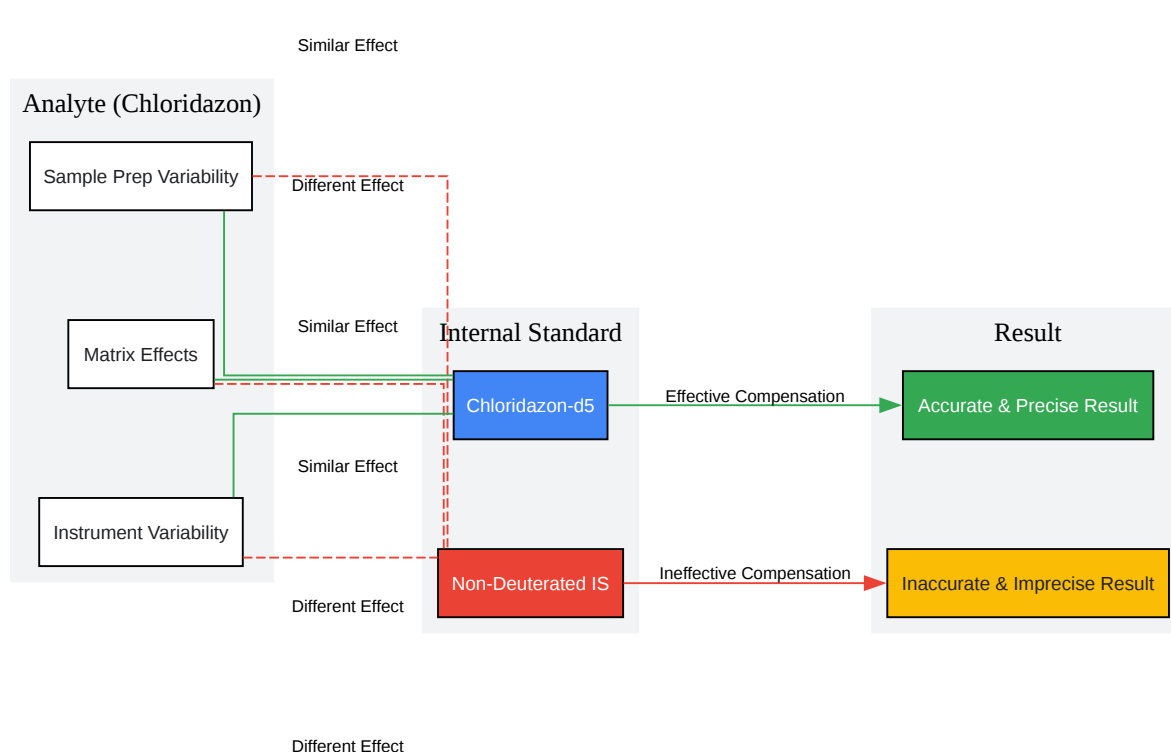 Similar Effect
Analyte (Chloridazon)
Sample Prep Variability
Different Effect
Similar Effect
Internal Standard
Result
Matrix Effects
Chloridazon-d5
Effective Compensation
Accurate & Precise Result
Similar Effect
Instrument Variability
Non-Deuterated IS
Ineffective Compensation
Inaccurate & Imprecise Result
Different Effect
Different Effect